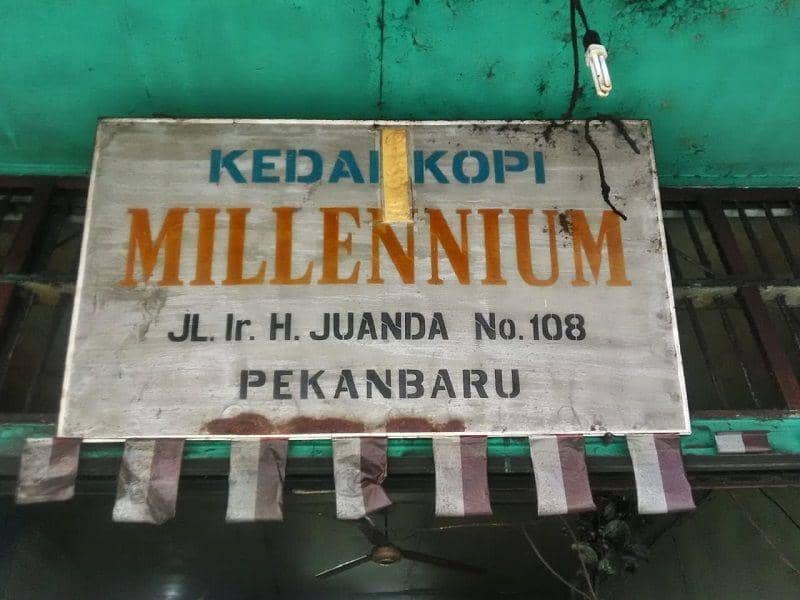 KEDAI KOPI
MILLENNIUM
JL. Ir. H. JUANDA No. 108
PEKANBARU